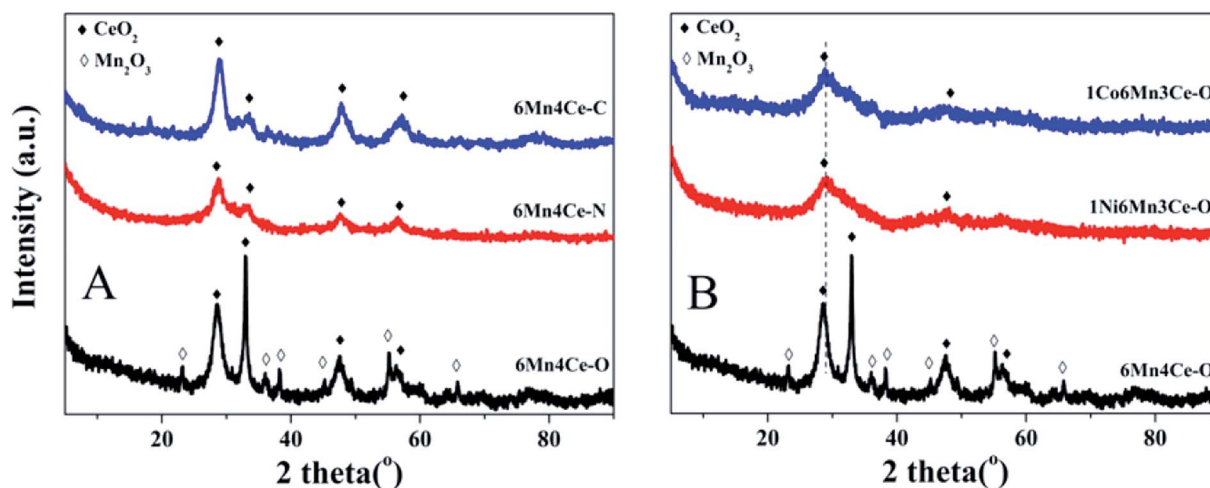 ◆ CeO₂
◇ Mn₂O₃
6Mn4Ce-C
6Mn4Ce-N
A
6Mn4Ce-O
Intensity (a.u.)
20 40 60 80
2 theta(°)
◆ CeO₂
◇ Mn₂O₃
1Co6Mn3Ce-O
1Ni6Mn3Ce-O
B
6Mn4Ce-O
20 40 60 80
2 theta(°)